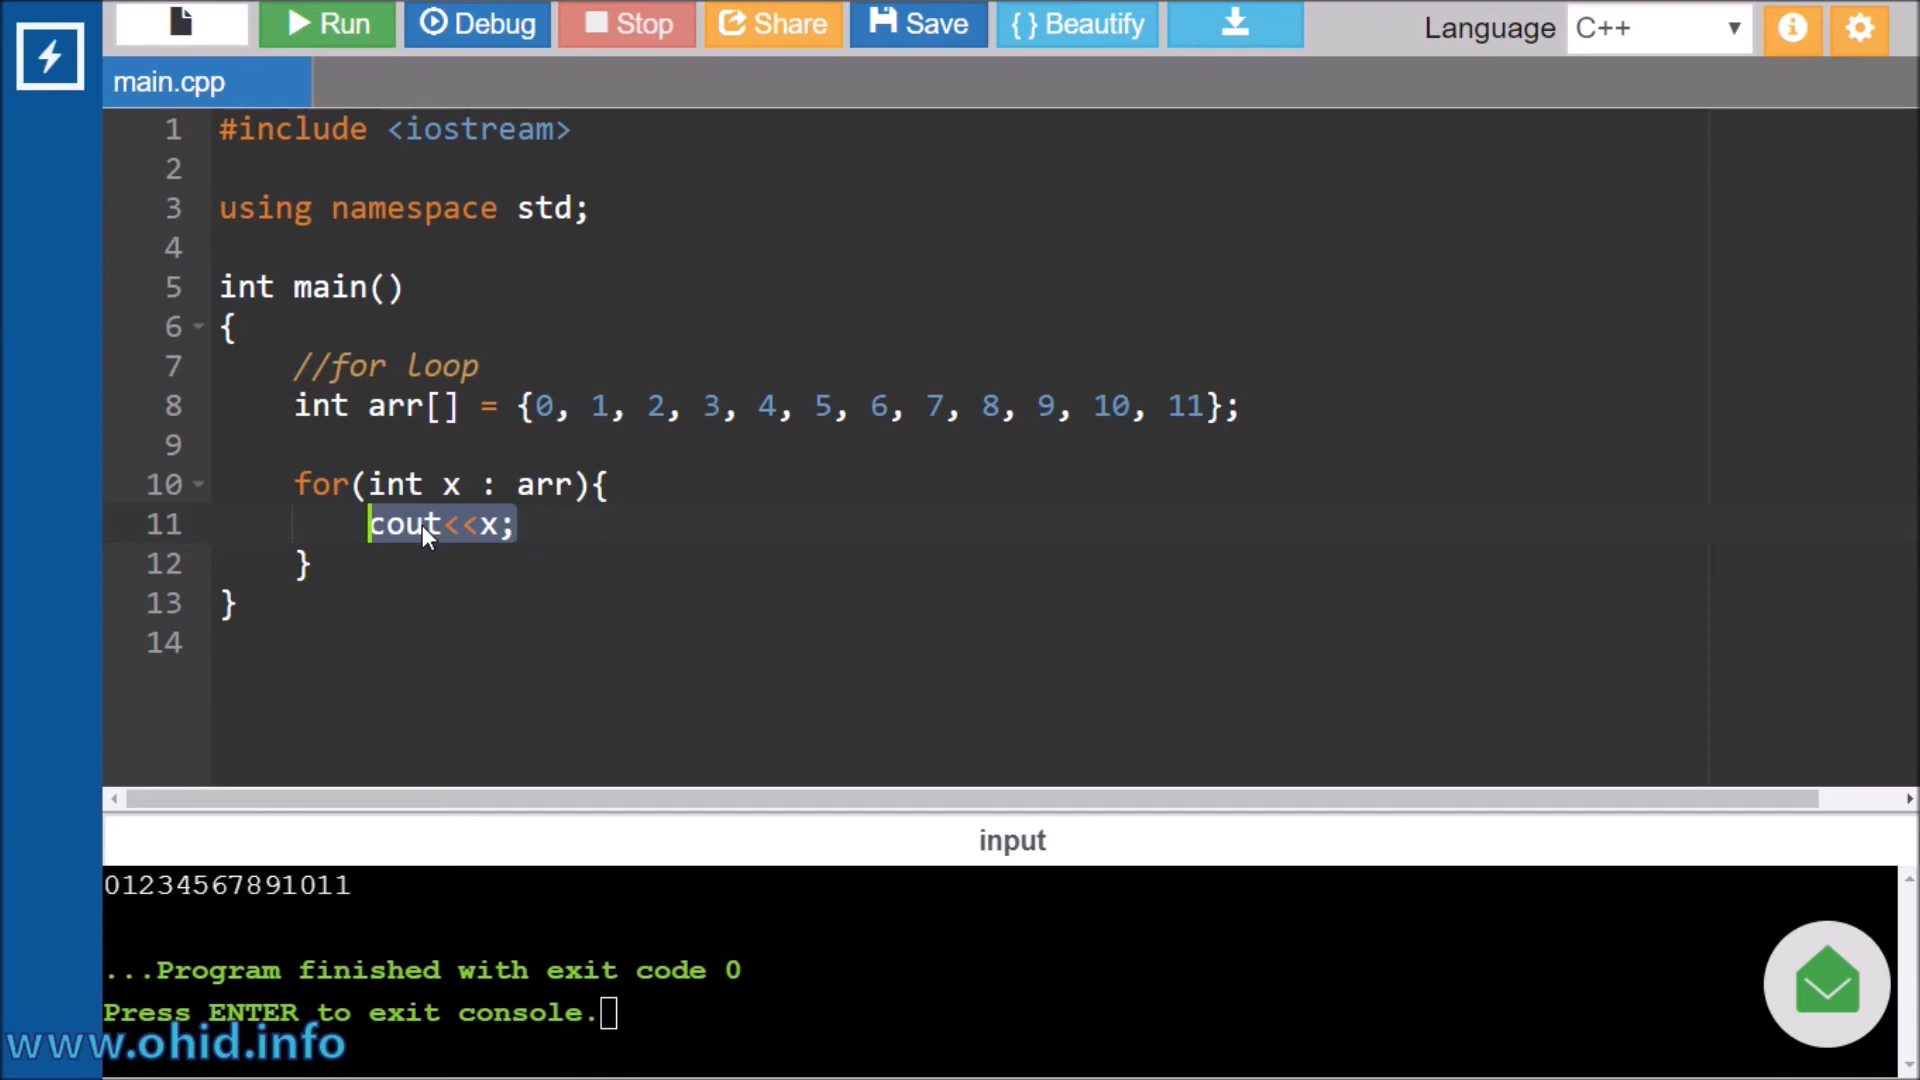 Run Debug Stop Share Save { } Beautify Language C++
main.cpp
1 #include <iostream>
2
3 using namespace std;
4
5 int main()
6 {
7 //for loop
8 int arr[] = {0, 1, 2, 3, 4, 5, 6, 7, 8, 9, 10, 11};
9
10 for(int x : arr){
11 cout<<x;
12 }
13 }
14
input
01234567891011
...Program finished with exit code 0
Press ENTER to exit console.
www.ohid.info